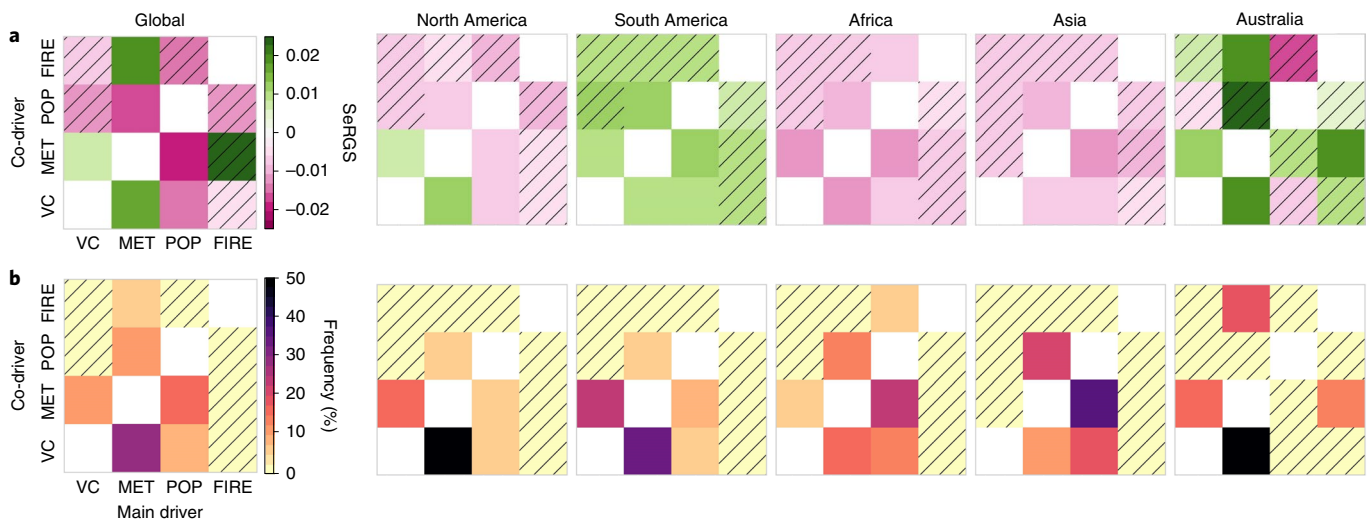 Global North America South America Africa Asia Australia
a
Co-driver
FIRE
POP
MET
VC
0.02
0.01
0
−0.01
−0.02
SeRGS
VC MET POP FIRE
b
Co-driver
FIRE
POP
MET
VC
50
40
30
20
10
0
Frequency (%)
VC MET POP FIRE
Main driver